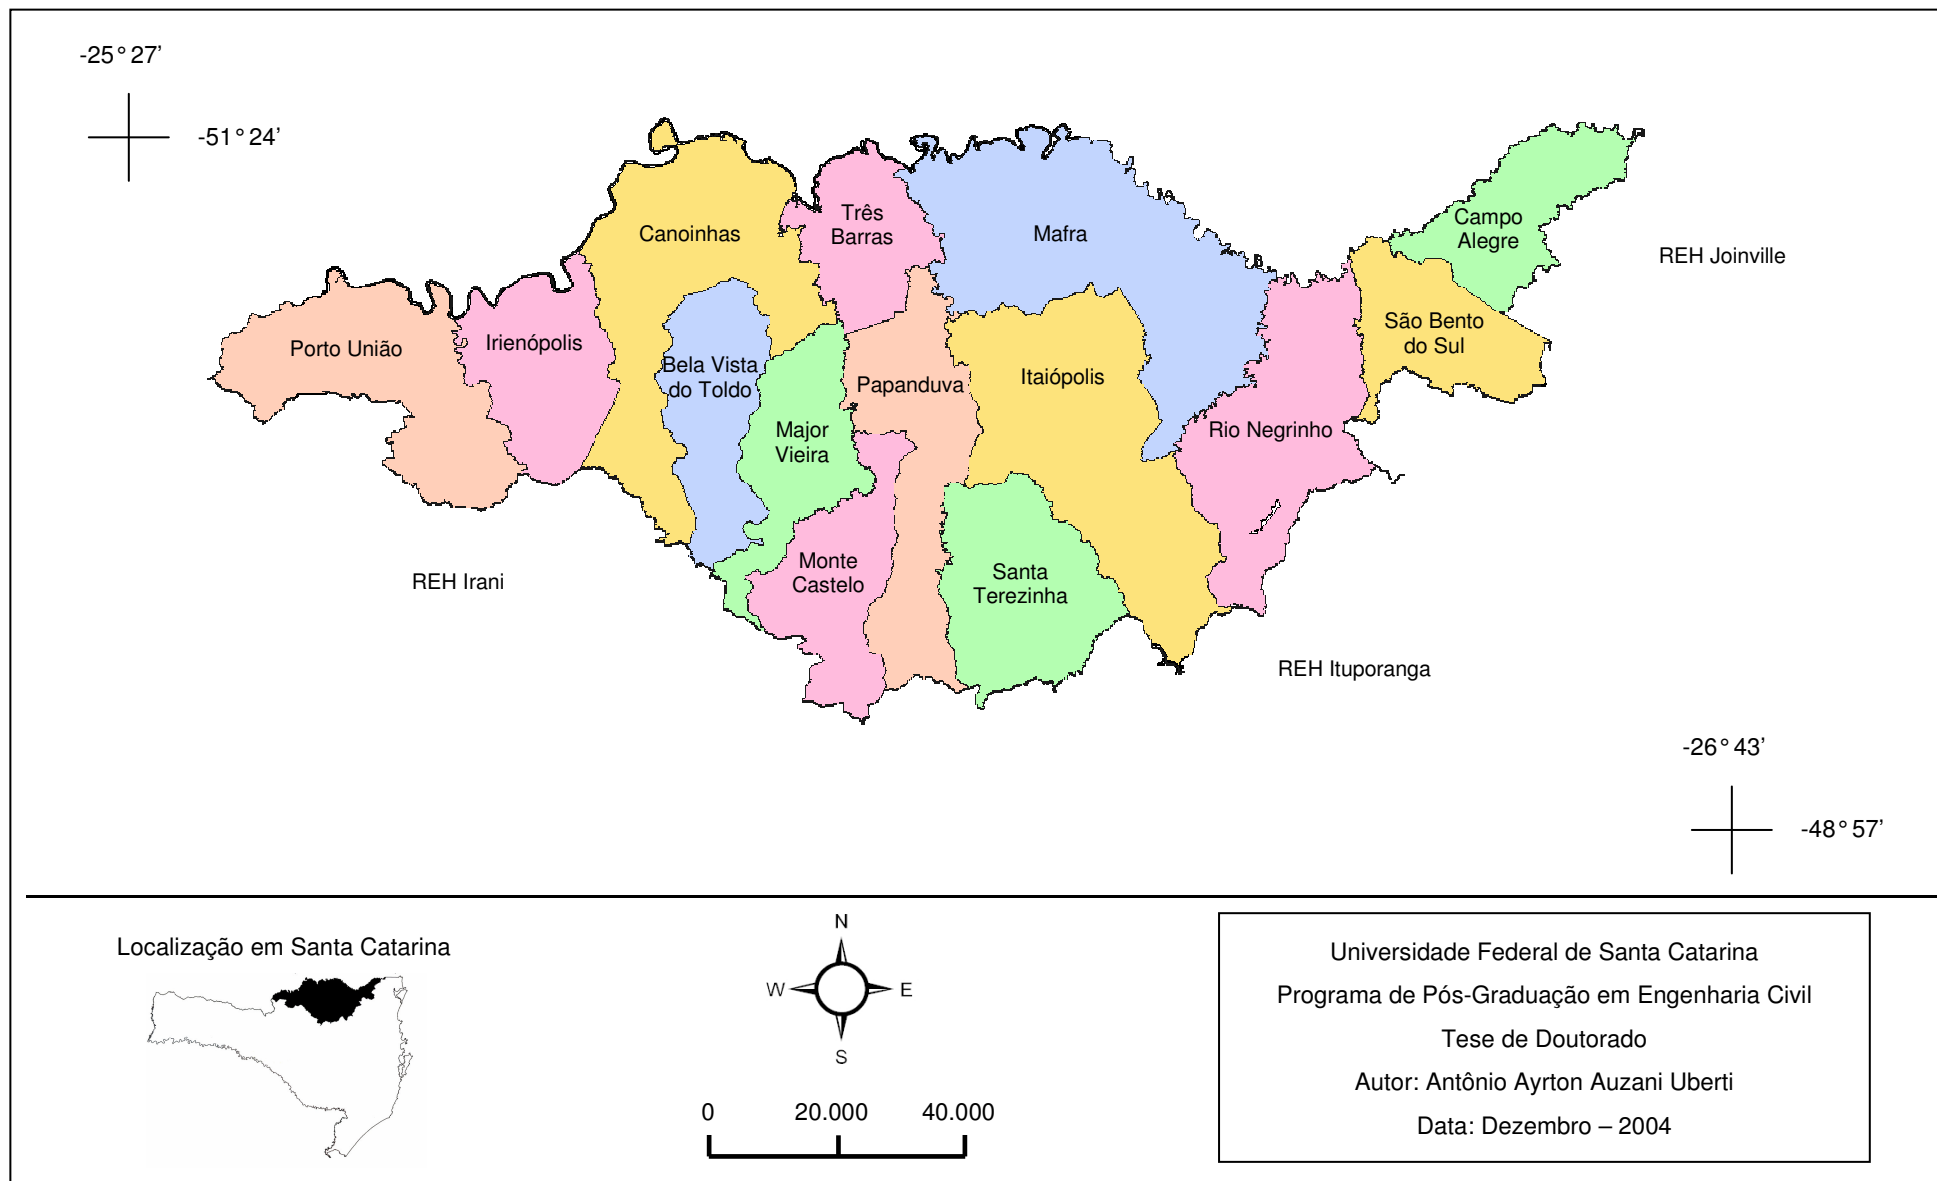 -25° 27’
-51° 24’
Canoinhas
Três
Barras
Mafra
Campo
Alegre
REH Joinville
Porto União
Irienópolis
Bela Vista
do Toldo
Papanduva
Itaiópolis
São Bento
do Sul
Major
Vieira
Rio Negrinho
REH Irani
Monte
Castelo
Santa
Terezinha
REH Ituporanga
-26° 43’
-48° 57’
Localização em Santa Catarina
N
W
E
S
0 20.000 40.000
Universidade Federal de Santa Catarina
Programa de Pós-Graduação em Engenharia Civil
Tese de Doutorado
Autor: Antônio Ayrton Auzani Uberti
Data: Dezembro – 2004